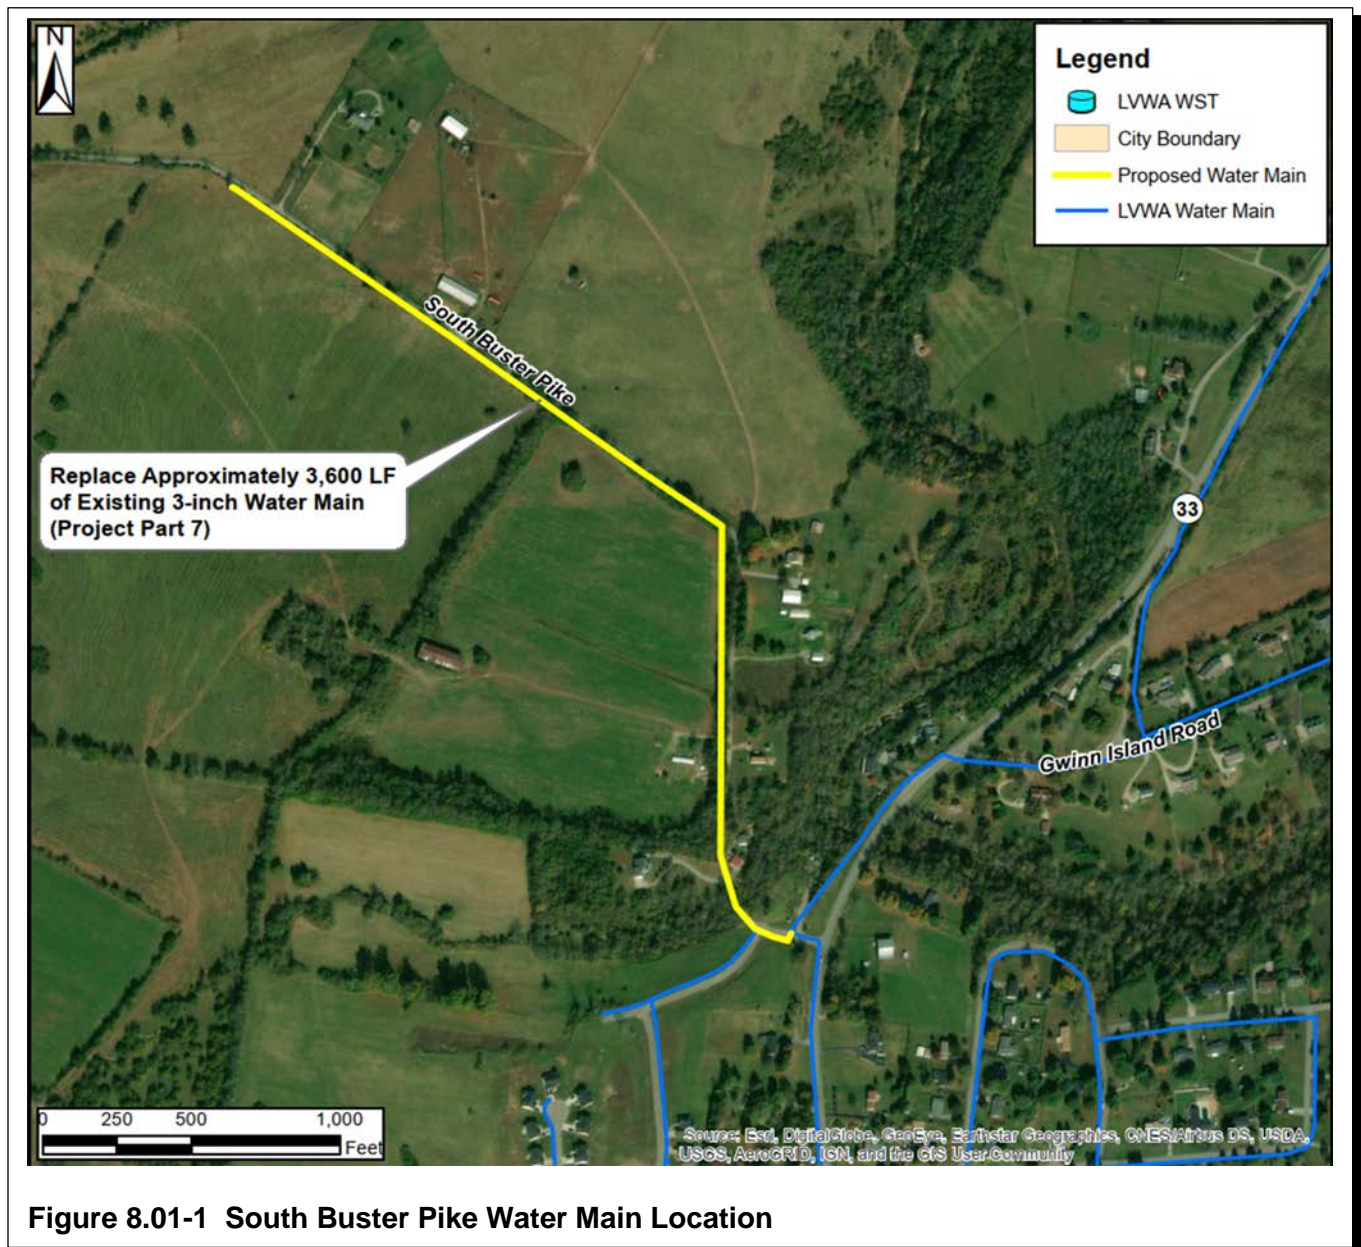 N
Legend
LVWA WST
City Boundary
Proposed Water Main
LVWA Water Main
South Buster Pike
Replace Approximately 3,600 LF
of Existing 3-inch Water Main
(Project Part 7)
33
Gwinn Island Road
0 250 500 1,000
Feet
Source: Esri, DigitalGlobe, GeoEye, Earthstar Geographics, CNES/Airbus DS, USDA,
USGS, AeroGRID, IGN, and the GIS User Community
Figure 8.01-1 South Buster Pike Water Main Location